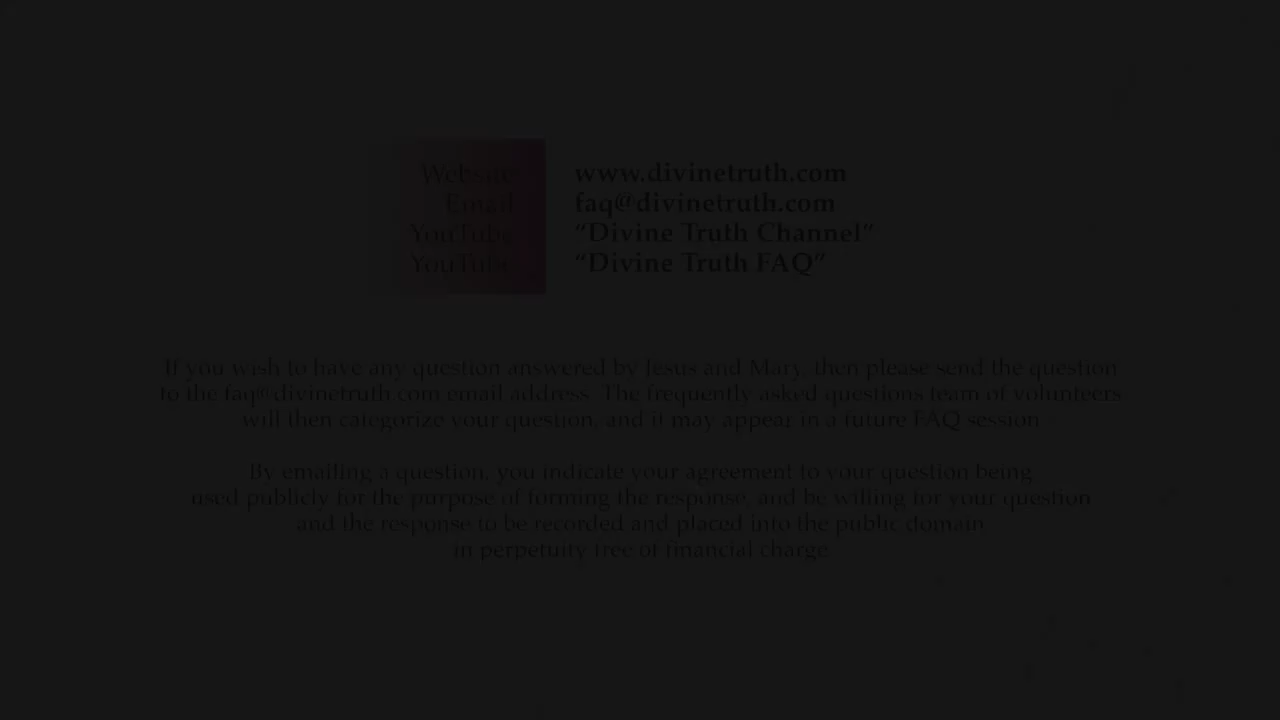 Website www.divinetruth.com
Email faq@divinetruth.com
YouTube "Divine Truth Channel"
YouTube "Divine Truth FAQ"
If you wish to have any question answered by Jesus and Mary, then please send the question
to the faq@divinetruth.com email address. The frequently asked questions team of volunteers
will then categorize your question, and it may appear in a future FAQ session.
By emailing a question, you indicate your agreement to your question being
used publicly for the purpose of forming the response, and be willing for your question
and the response to be recorded and placed into the public domain
in perpetuity free of financial charge.